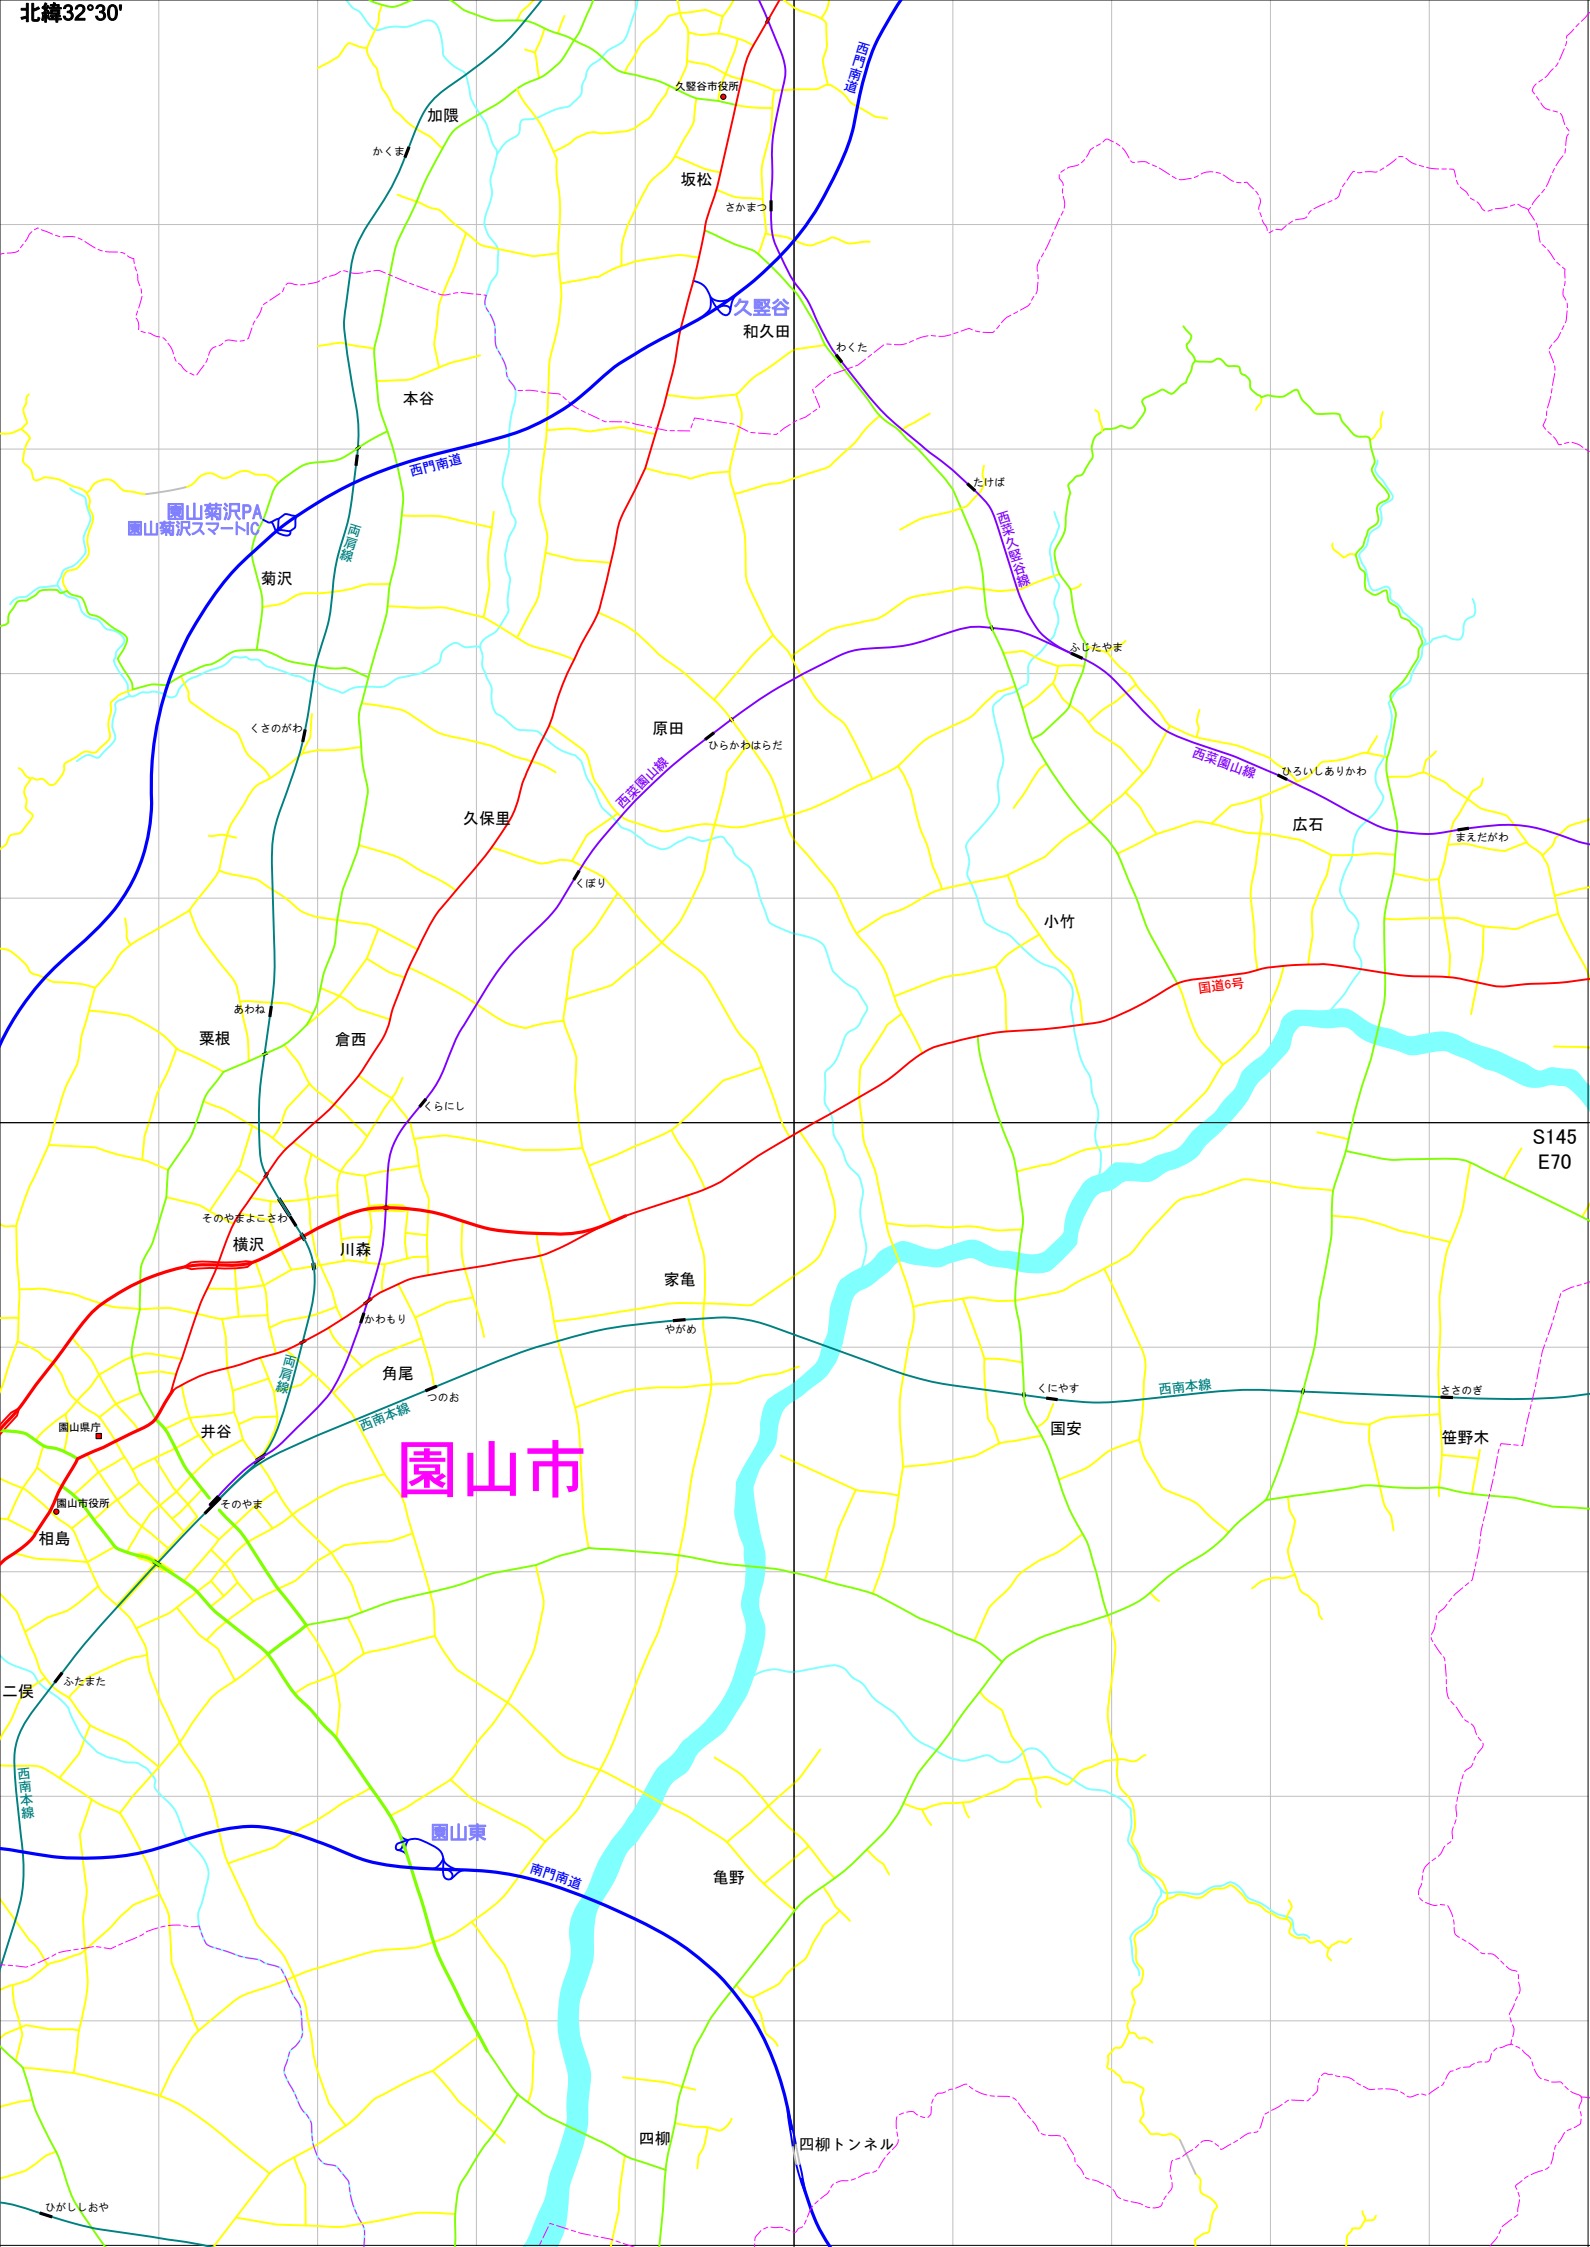 北緯32°30'
西門南道
久竪谷市役所
加隈
かくま
坂松
さかまつ
久竪谷
和久田
わくた
本谷
西門南道
たけば
園山菊沢PA
園山菊沢スマートIC
両肩線
西菜久竪谷線
菊沢
ふじたやま
くさのがわ
原田
ひらかわはらだ
西菜園山線
西菜園山線
ひろいしありかわ
久保里
広石
まえだがわ
くぼり
小竹
国道6号
あわね
粟根
倉西
くらにし
S145
E70
そのやまよこさわ
横沢
川森
家亀
かわもり
やがめ
両肩線
角尾
つのお
西南本線
くにやす
西南本線
ささのぎ
園山県庁
井谷
国安
笹野木
園山市
そのやま
園山市役所
相島
ふたまた
二俣
西南本線
園山東
南門南道
亀野
四柳
四柳トンネル
ひがししおや